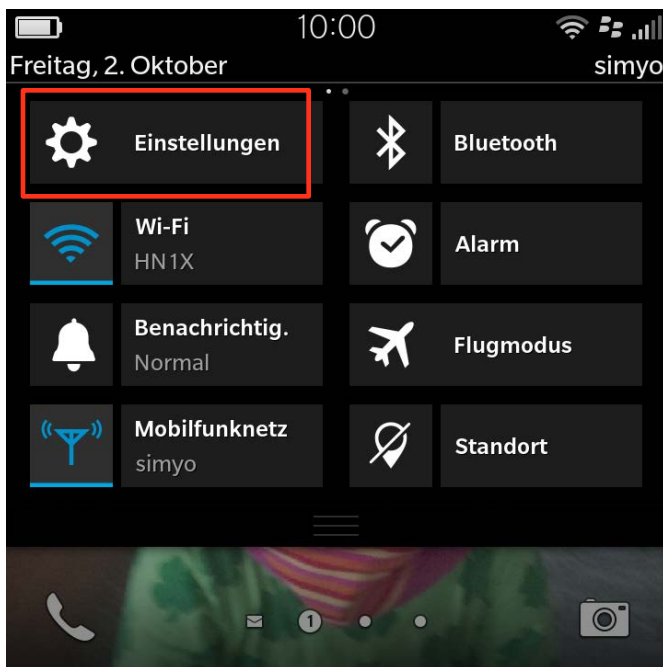 10:00
Freitag, 2. Oktober
simyo
Einstellungen
Bluetooth
Wi-Fi
HN1X
Alarm
Benachrichtig.
Normal
Flugmodus
Mobilfunknetz
simyo
Standort
1